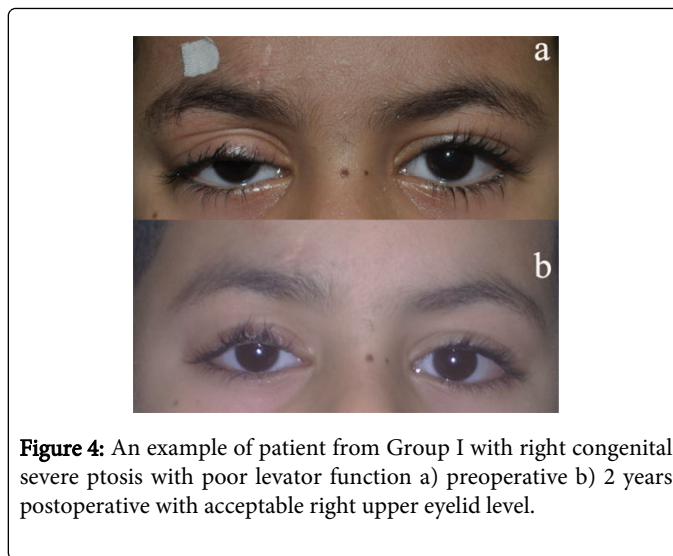 a
b
Figure 4: An example of patient from Group I with right congenital
severe ptosis with poor levator function a) preoperative b) 2 years
postoperative with acceptable right upper eyelid level.